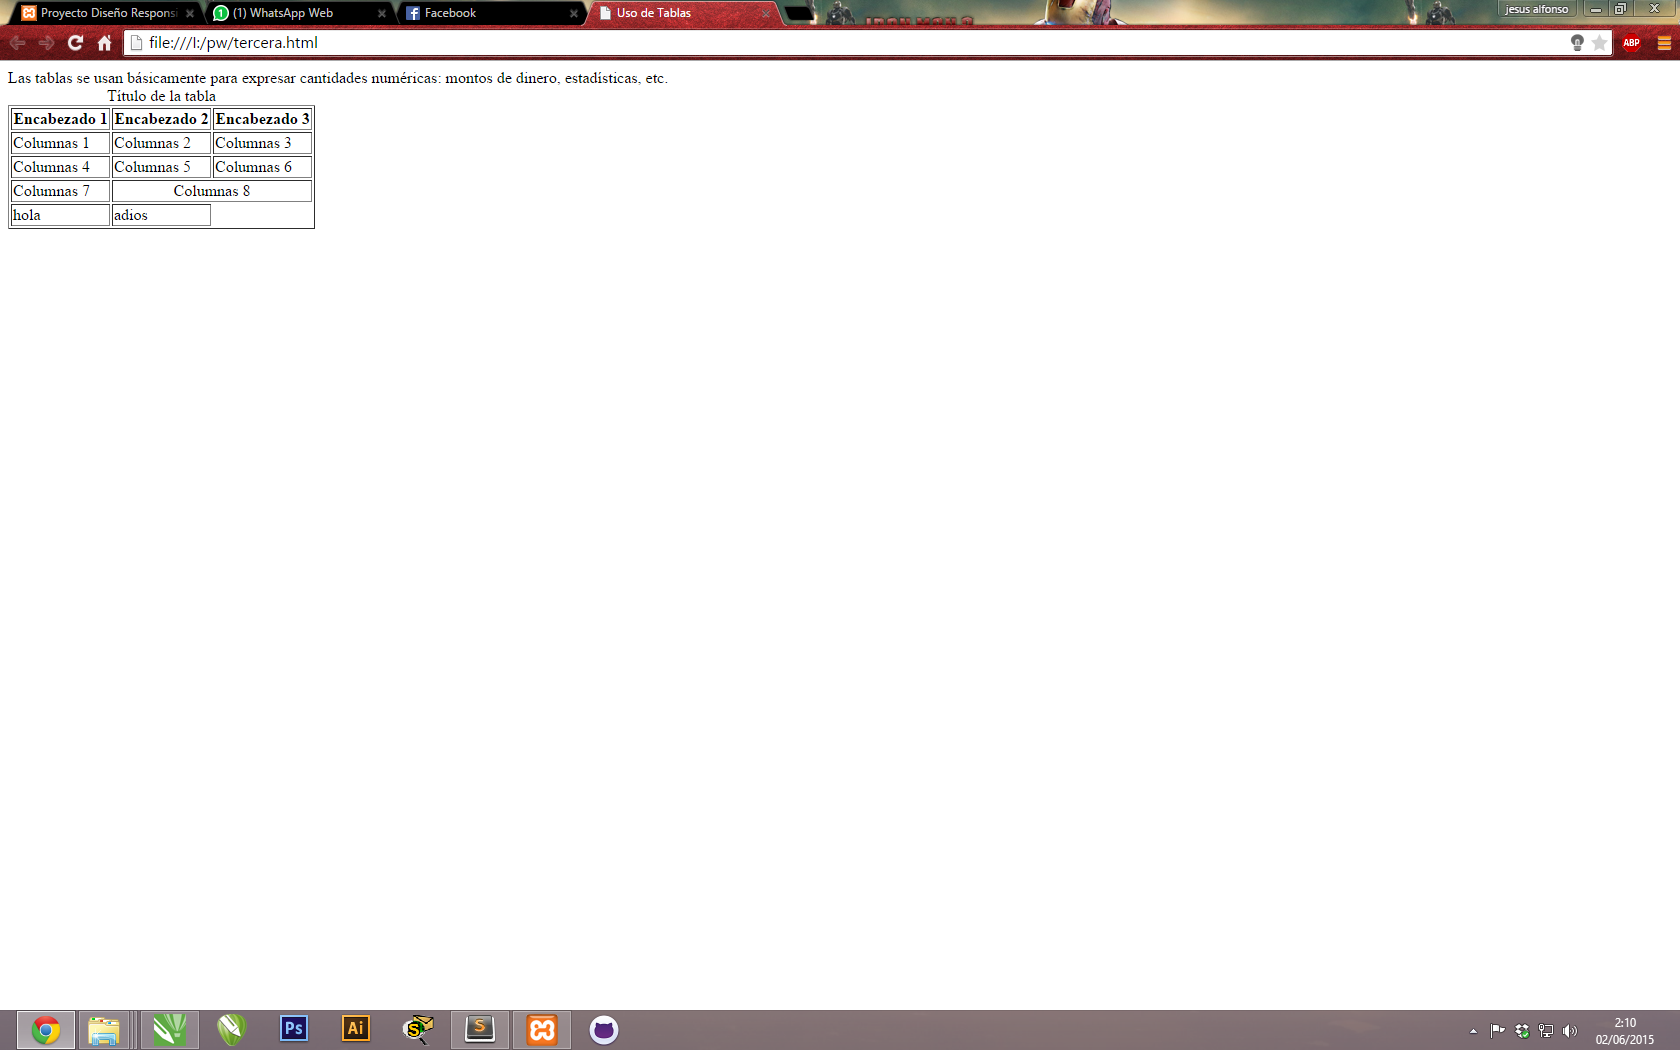 Proyecto Diseño Responsi
(1) WhatsApp Web
Facebook
Uso de Tablas
IRON MAN 3
jesus alfonso
file:///I:/pw/tercera.html
ABP
Las tablas se usan básicamente para expresar cantidades numéricas: montos de dinero, estadísticas, etc.
Título de la tabla
Encabezado 1 Encabezado 2 Encabezado 3
Columnas 1 Columnas 2 Columnas 3
Columnas 4 Columnas 5 Columnas 6
Columnas 7 Columnas 8
hola adios
Ps Ai S S
2:10
02/06/2015